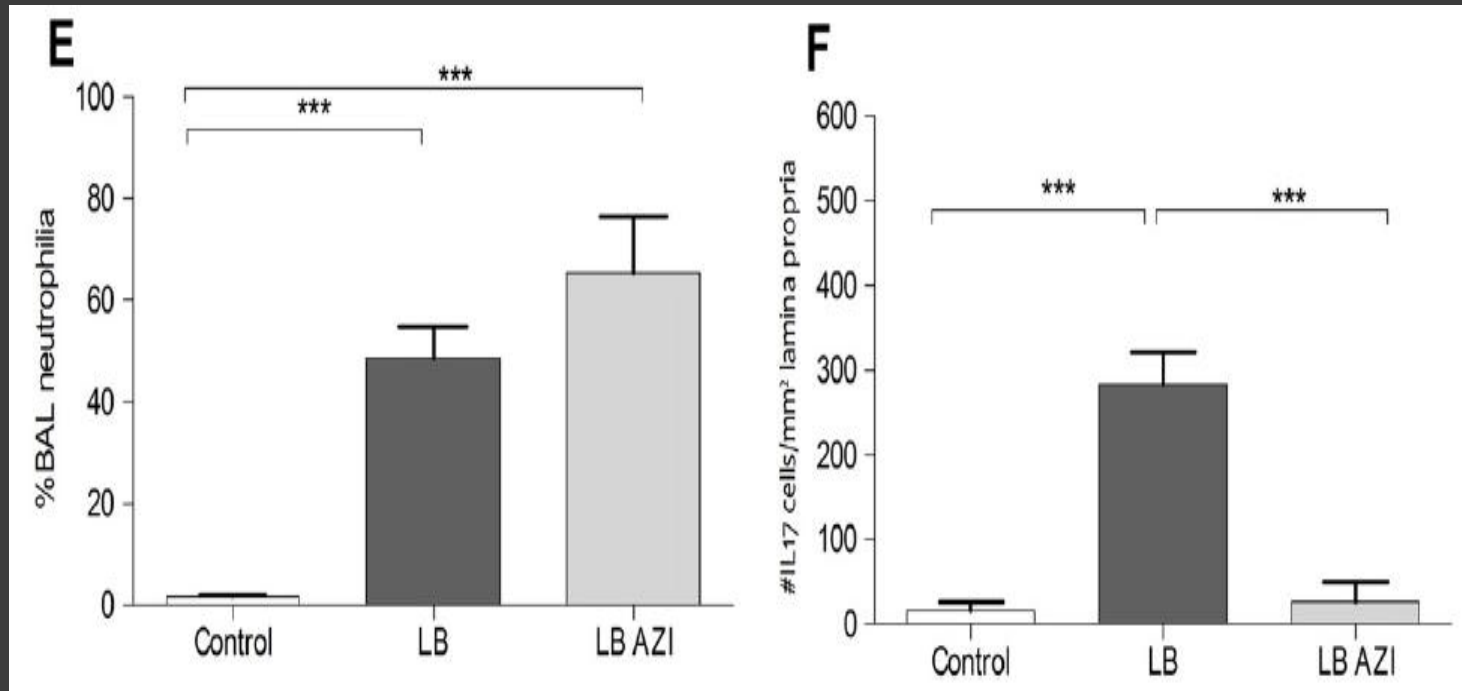 E
%BAL neutrophilia
100
80
60
40
20
0
***
***
Control
LB
LB AZI
F
#IL17 cells/mm² lamina propria
600
500
400
300
200
100
0
***
***
Control
LB
LB AZI